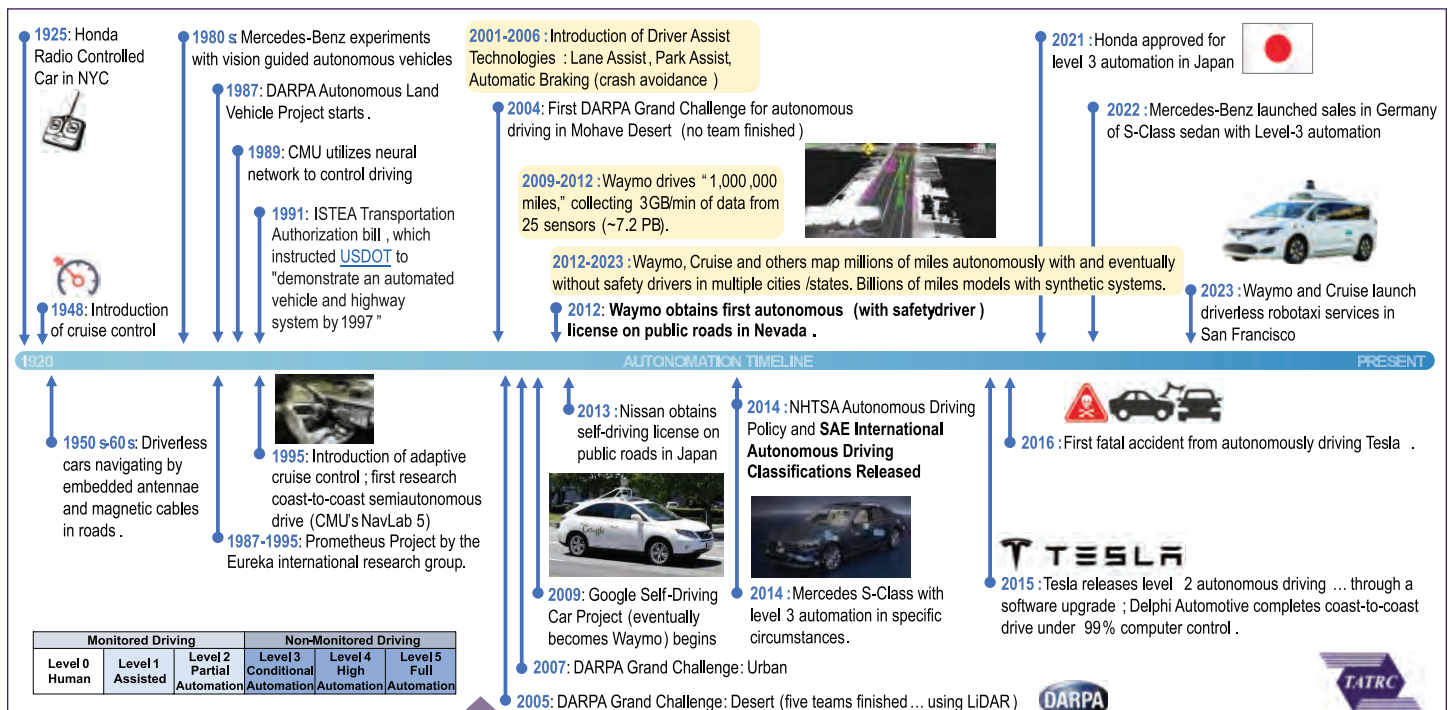 1925: Honda
Radio Controlled
Car in NYC
1948: Introduction
of cruise control
1980 s: Mercedes-Benz experiments
with vision guided autonomous vehicles
1987: DARPA Autonomous Land
Vehicle Project starts .
1989: CMU utilizes neural
network to control driving
1991: ISTEA Transportation
Authorization bill , which
instructed USDOT to
"demonstrate an automated
vehicle and highway
system by 1997 ”
2001-2006 : Introduction of Driver Assist
Technologies : Lane Assist , Park Assist,
Automatic Braking (crash avoidance )
2004: First DARPA Grand Challenge for autonomous
driving in Mohave Desert (no team finished )
2009-2012 : Waymo drives “1,000 ,000
miles,” collecting 3GB/min of data from
25 sensors (~7.2 PB).
2012-2023 : Waymo, Cruise and others map millions of miles autonomously with and eventually
without safety drivers in multiple cities /states. Billions of miles models with synthetic systems.
2012: Waymo obtains first autonomous (with safetydriver )
license on public roads in Nevada .
2021 : Honda approved for
level 3 automation in Japan
2022 : Mercedes-Benz launched sales in Germany
of S-Class sedan with Level-3 automation
2023 : Waymo and Cruise launch
driverless robotaxi services in
San Francisco
1920 AUTONOMATION TIMELINE PRESENT
1950 s-60 s: Driverless
cars navigating by
embedded antennae
and magnetic cables
in roads .
1995: Introduction of adaptive
cruise control ; first research
coast-to-coast semiautonomous
drive (CMU’s NavLab 5)
1987-1995: Prometheus Project by the
Eureka international research group.
2013 : Nissan obtains
self-driving license on
public roads in Japan
Google
2009: Google Self-Driving
Car Project (eventually
becomes Waymo ) begins
2007: DARPA Grand Challenge : Urban
2005: DARPA Grand Challenge: Desert (five teams finished … using LiDAR )
DARPA
2014 : NHTSA Autonomous Driving
Policy and SAE International
Autonomous Driving
Classifications Released
2014 : Mercedes S-Class with
level 3 automation in specific
circumstances .
2016 : First fatal accident from autonomously driving Tesla .
TESLA
2015 : Tesla releases level 2 autonomous driving … through a
software upgrade ; Delphi Automotive completes coast-to-coast
drive under 99% computer control .
TATRC
Monitored Driving Non-Monitored Driving
Level 0 Level 1 Level 2 Level 3 Level 4 Level 5
Human Assisted Partial Conditional High Full
Automation Automation Automation Automation